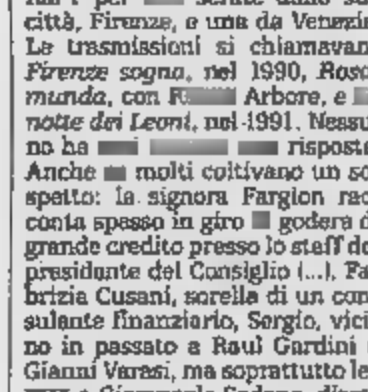 città, Firenze, e una da Venezia
Le trasmissioni si chiamavan
Firenze sogna, nel 1990, Rosa
munda, con R Arbore, e
notte dei Leoni, nel 1991. Nessu
no ha risposto
Anche molti coltivano un so
spetto: la signora Fargion rac
conta spesso in giro godera d
grande credito presso lo staff de
presidente del Consiglio (...). Fa
brizia Cusani, sorella di un con
sulente finanziario, Sergio, vici
no in passato a Raul Gardini
Gianni Varasi, ma soprattutto le